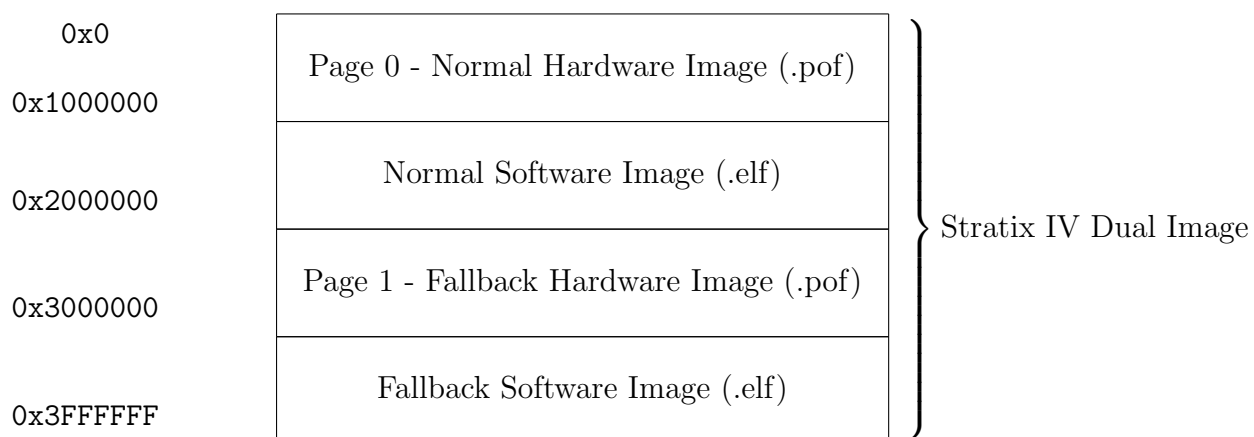 0x0
Page 0 - Normal Hardware Image (.pof)
0x1000000
Normal Software Image (.elf)
0x2000000
Stratix IV Dual Image
Page 1 - Fallback Hardware Image (.pof)
0x3000000
Fallback Software Image (.elf)
0x3FFFFFF